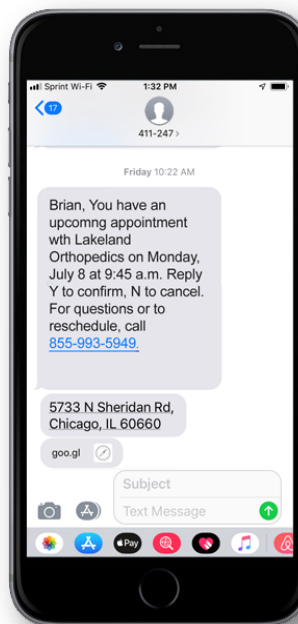 Sprint Wi-Fi 1:32 PM
17
411-247 >
Friday 10:22 AM
Brian, You have an
upcomng appointment
wth Lakeland
Orthopedics on Monday,
July 8 at 9:45 a.m. Reply
Y to confirm, N to cancel.
For questions or to
reschedule, call
855-993-5949.
5733 N Sheridan Rd,
Chicago, IL 60660
goo.gl
Subject
Text Message
Pay